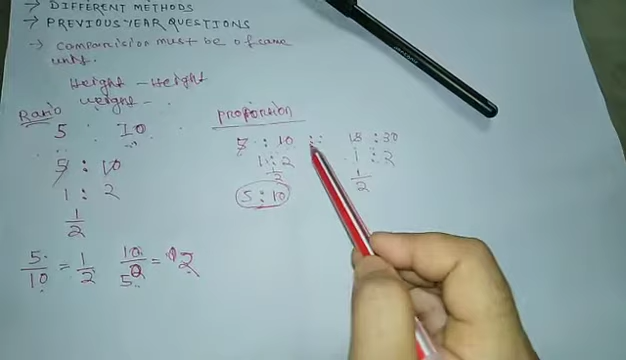 → DIFFERENT METHODS
→ PREVIOUS YEAR QUESTIONS
→ Comparision must be of same
unit.
Height - Height
weight -
Ratio
5 : 10
5 : 10
1 : 2
1/2
5/10 = 1/2
Proportion
5 : 10 :: 15 : 30
1 : 2 1 : 2
1/2 1/2
5 : 10